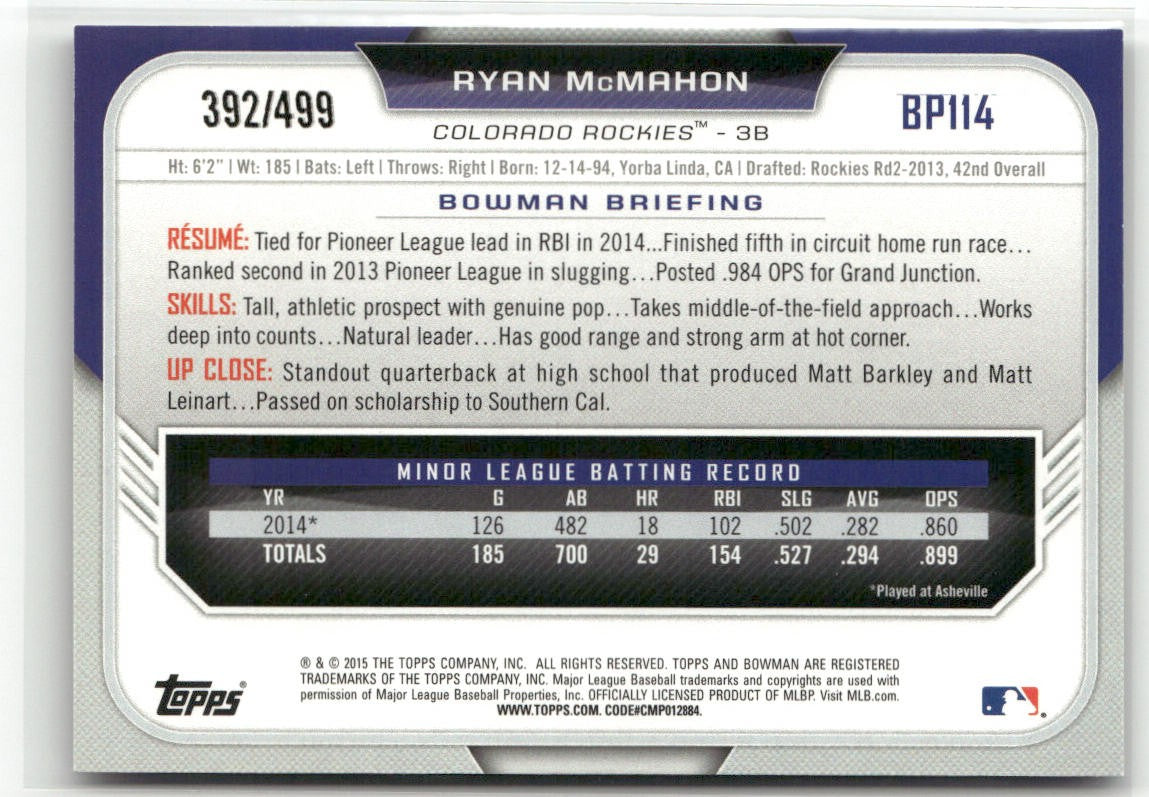 RYAN McMAHON
392/499
BP114
COLORADO ROCKIES™ - 3B
Ht: 6'2" | Wt: 185 | Bats: Left | Throws: Right | Born: 12-14-94, Yorba Linda, CA | Drafted: Rockies Rd2-2013, 42nd Overall
BOWMAN BRIEFING
RÉSUMÉ: Tied for Pioneer League lead in RBI in 2014...Finished fifth in circuit home run race...
Ranked second in 2013 Pioneer League in slugging...Posted .984 OPS for Grand Junction.
SKILLS: Tall, athletic prospect with genuine pop...Takes middle-of-the-field approach...Works
deep into counts...Natural leader...Has good range and strong arm at hot corner.
UP CLOSE: Standout quarterback at high school that produced Matt Barkley and Matt
Leinart...Passed on scholarship to Southern Cal.
MINOR LEAGUE BATTING RECORD
YR G AB HR RBI SLG AVG OPS
2014* 126 482 18 102 .502 .282 .860
TOTALS 185 700 29 154 .527 .294 .899
*Played at Asheville
® & © 2015 THE TOPPS COMPANY, INC. ALL RIGHTS RESERVED. TOPPS AND BOWMAN ARE REGISTERED
TRADEMARKS OF THE TOPPS COMPANY, INC. Major League Baseball trademarks and copyrights are used with
permission of Major League Baseball Properties, Inc. OFFICIALLY LICENSED PRODUCT OF MLBP. Visit MLB.com.
WWW.TOPPS.COM. CODE#CMP012884.
Topps®
®